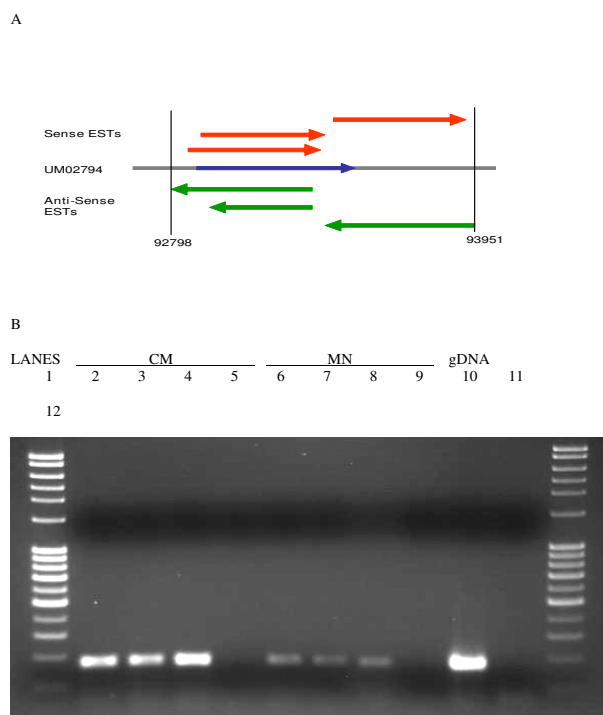 A
Sense ESTs
UM02794
Anti-Sense
ESTs
92798
93951
B
LANES CM MN gDNA
1 2 3 4 5 6 7 8 9 10 11
12